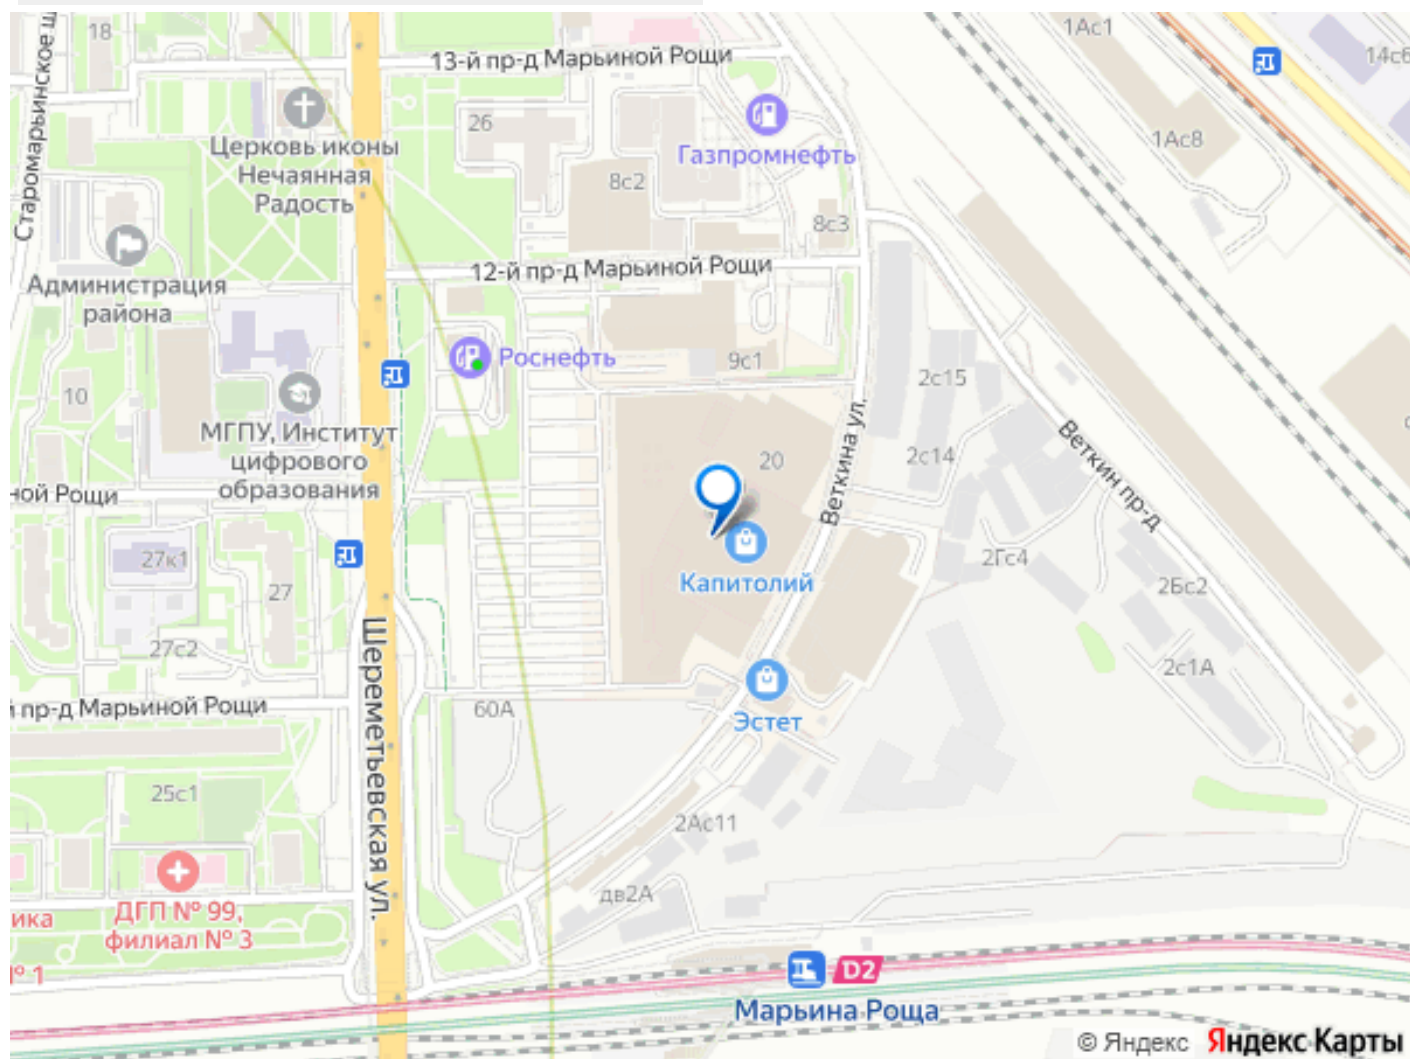 18
Старомарьинское ш
13-й пр-д Марьиной Рощи
1Ас1
14с6
26
Церковь иконы
Нечаянная
Радость
Газпромнефть
1Ас8
8с2
8с3
Администрация
района
12-й пр-д Марьиной Рощи
Роснефть
9с1
2с15
10
МГПУ, Институт
цифрового
образования
20
Веткина ул.
2с14
Веткин пр-д
ной Рощи
27к1
27
Капитолий
2Гс4
2Бс2
27с2
Шереметьевская ул.
2с1А
й пр-д Марьиной Рощи
60А
Эстет
25с1
2Ас11
дв2А
ика
ДГП № 99,
филиал № 3
º 1
D2
Марьина Роща
© Яндекс Яндекс Карты